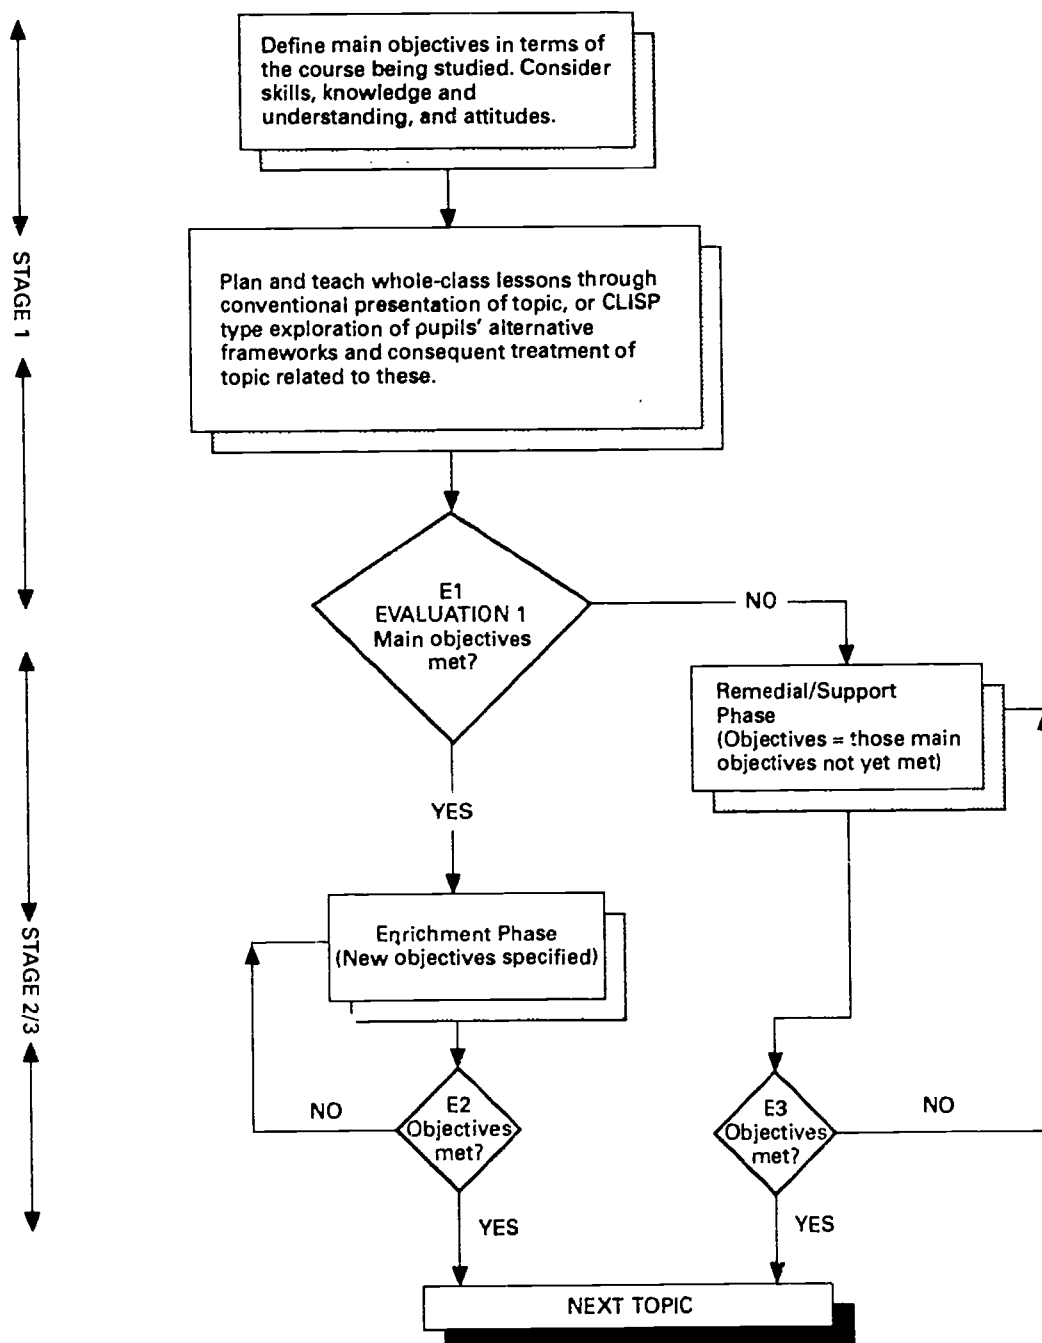 Define main objectives in terms of
the course being studied. Consider
skills, knowledge and
understanding, and attitudes.
STAGE 1
Plan and teach whole-class lessons through
conventional presentation of topic, or CLISP
type exploration of pupils' alternative
frameworks and consequent treatment of
topic related to these.
E1
EVALUATION 1
Main objectives
met?
NO
Remedial/Support
Phase
(Objectives = those main
objectives not yet met)
YES
STAGE 2/3
Enrichment Phase
(New objectives specified)
NO
E2
Objectives
met?
E3
Objectives
met?
NO
YES
YES
NEXT TOPIC